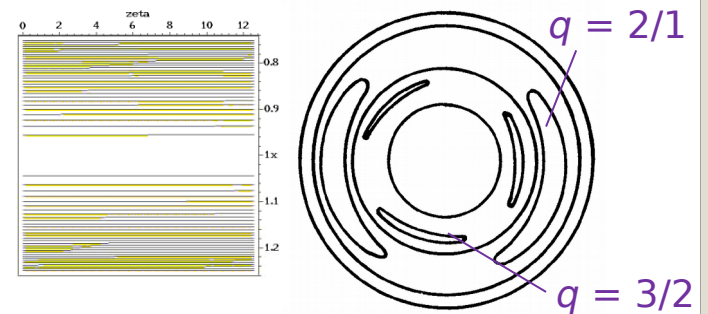 zeta
0 2 4 6 8 10 12
-0.8
-0.9
-1x
-1.1
-1.2
q = 2/1
q = 3/2